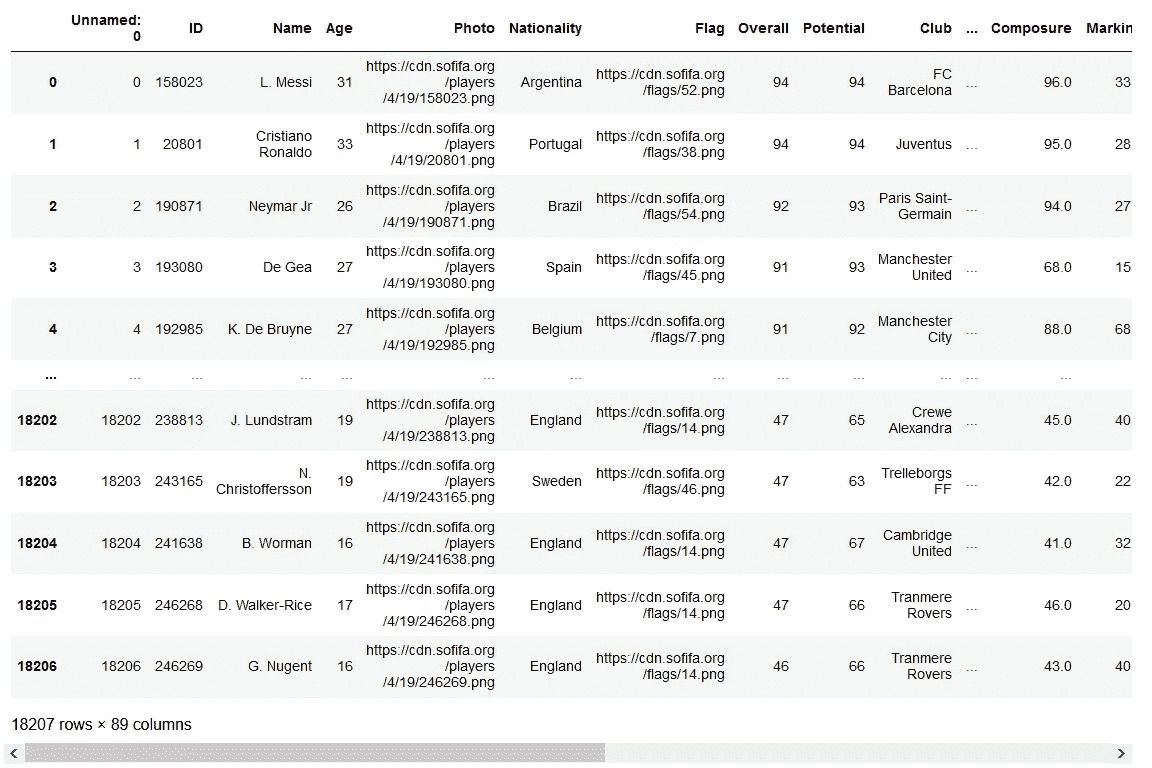 Unnamed: 0 ID Name Age Photo Nationality Flag Overall Potential Club ... Composure Markin
0 0 158023 L. Messi 31 https://cdn.sofifa.org/players/4/19/158023.png Argentina https://cdn.sofifa.org/flags/52.png 94 94 FC Barcelona ... 96.0 33
1 1 20801 Cristiano Ronaldo 33 https://cdn.sofifa.org/players/4/19/20801.png Portugal https://cdn.sofifa.org/flags/38.png 94 94 Juventus ... 95.0 28
2 2 190871 Neymar Jr 26 https://cdn.sofifa.org/players/4/19/190871.png Brazil https://cdn.sofifa.org/flags/54.png 92 93 Paris Saint-Germain ... 94.0 27
3 3 193080 De Gea 27 https://cdn.sofifa.org/players/4/19/193080.png Spain https://cdn.sofifa.org/flags/45.png 91 93 Manchester United ... 68.0 15
4 4 192985 K. De Bruyne 27 https://cdn.sofifa.org/players/4/19/192985.png Belgium https://cdn.sofifa.org/flags/7.png 91 92 Manchester City ... 88.0 68
... ... ... ... ... ... ... ... ... ... ... ... ...
18202 18202 238813 J. Lundstram 19 https://cdn.sofifa.org/players/4/19/238813.png England https://cdn.sofifa.org/flags/14.png 47 65 Crewe Alexandra ... 45.0 40
18203 18203 243165 N. Christoffersson 19 https://cdn.sofifa.org/players/4/19/243165.png Sweden https://cdn.sofifa.org/flags/46.png 47 63 Trelleborgs FF ... 42.0 22
18204 18204 241638 B. Worman 16 https://cdn.sofifa.org/players/4/19/241638.png England https://cdn.sofifa.org/flags/14.png 47 67 Cambridge United ... 41.0 32
18205 18205 246268 D. Walker-Rice 17 https://cdn.sofifa.org/players/4/19/246268.png England https://cdn.sofifa.org/flags/14.png 47 66 Tranmere Rovers ... 46.0 20
18206 18206 246269 G. Nugent 16 https://cdn.sofifa.org/players/4/19/246269.png England https://cdn.sofifa.org/flags/14.png 46 66 Tranmere Rovers ... 43.0 40
18207 rows × 89 columns